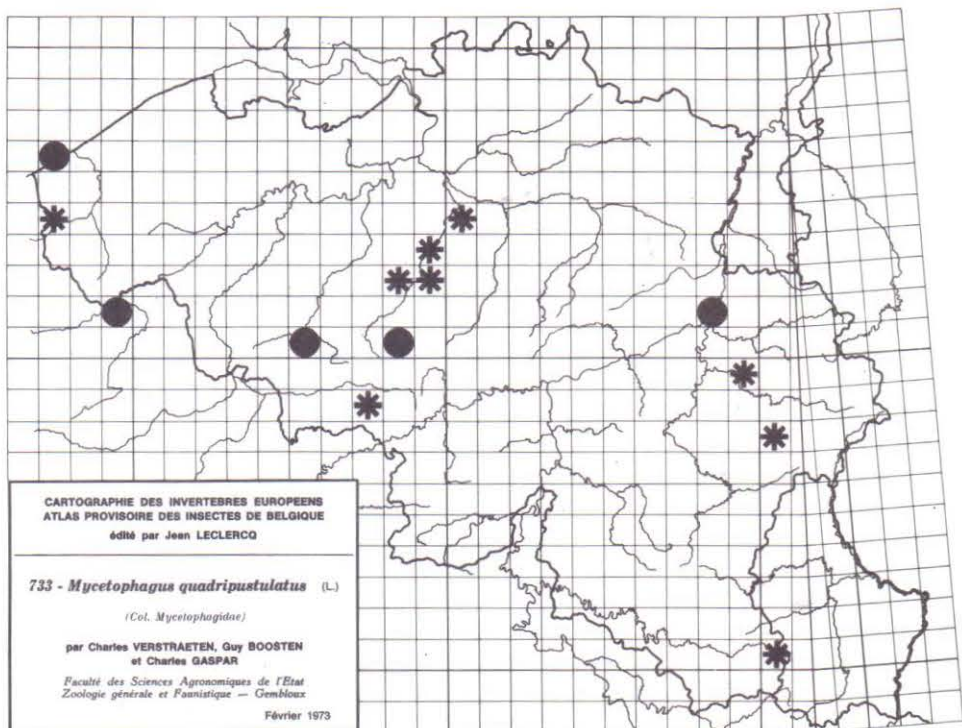 CARTOGRAPHIE DES INVERTEBRES EUROPEENS
ATLAS PROVISOIRE DES INSECTES DE BELGIQUE
édité par Jean LECLERCQ
733 - Mycetophagus quadripustulatus (L.)
(Col. Mycetophagidae)
par Charles VERSTRAETEN, Guy BOOSTEN
et Charles GASPAR
Faculté des Sciences Agronomiques de l'Etat
Zoologie générale et Faunistique — Gembloux
Février 1973